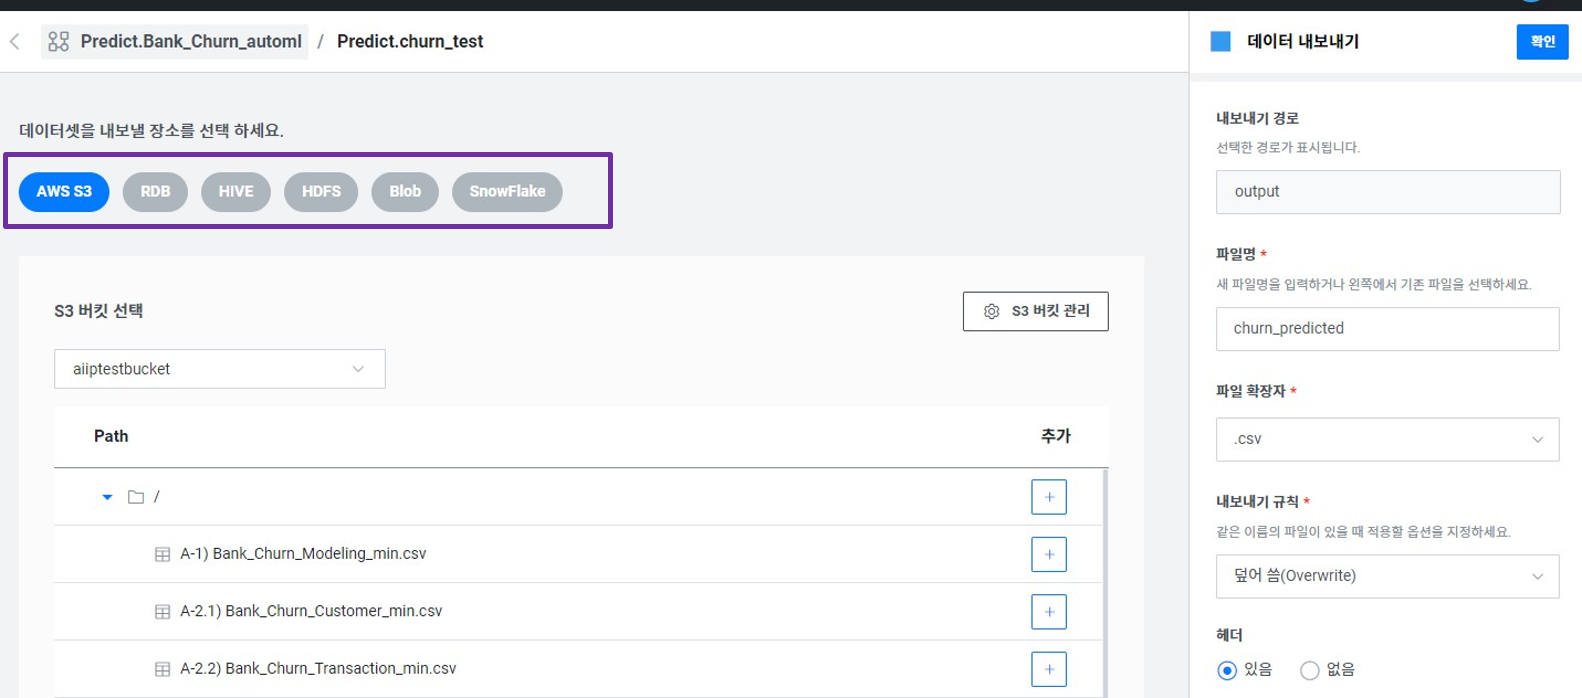 Predict.Bank_Churn_automl / Predict.churn_test
데이터셋을 내보낼 장소를 선택 하세요.
AWS S3 RDB HIVE HDFS Blob SnowFlake
S3 버킷 선택
S3 버킷 관리
aiiptestbucket
Path 추가
/
A-1) Bank_Churn_Modeling_min.csv
A-2.1) Bank_Churn_Customer_min.csv
A-2.2) Bank_Churn_Transaction_min.csv
데이터 내보내기 확인
내보내기 경로
선택한 경로가 표시됩니다.
output
파일명 *
새 파일명을 입력하거나 왼쪽에서 기존 파일을 선택하세요.
churn_predicted
파일 확장자 *
.csv
내보내기 규칙 *
같은 이름의 파일이 있을 때 적용할 옵션을 지정하세요.
덮어 씀(Overwrite)
헤더
있음 없음